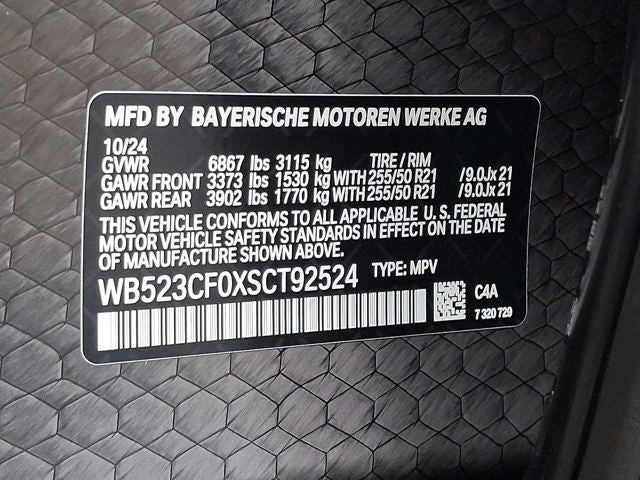 MFD BY BAYERISCHE MOTOREN WERKE AG
10/24
GVWR 6867 lbs 3115 kg TIRE / RIM
GAWR FRONT 3373 lbs 1530 kg WITH 255/50 R21 /9.0Jx 21
GAWR REAR 3902 lbs 1770 kg WITH 255/50 R21 /9.0Jx 21
THIS VEHICLE CONFORMS TO ALL APPLICABLE U. S. FEDERAL
MOTOR VEHICLE SAFETY STANDARDS IN EFFECT ON THE DATE
OF MANUFACTURE SHOWN ABOVE.
WB523CF0XSCT92524 TYPE: MPV
C4A
7 320 729